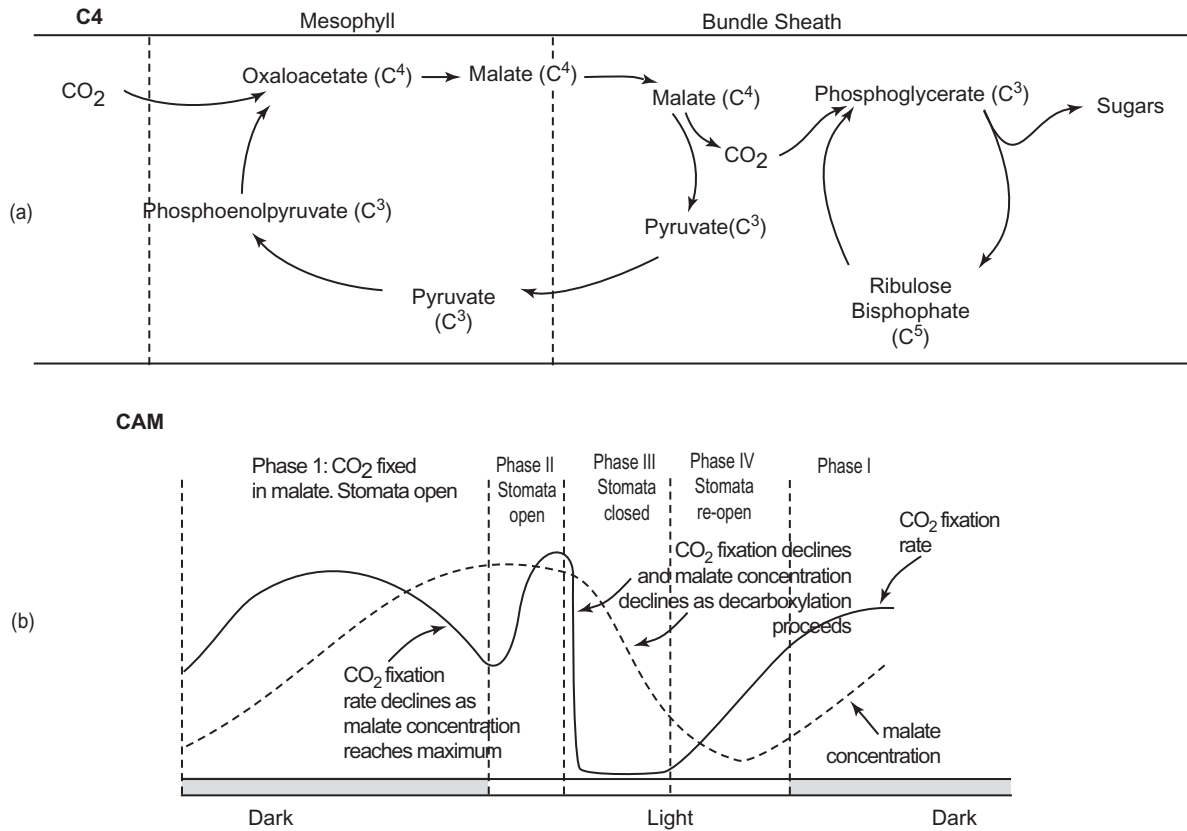 C4
Mesophyll
Bundle Sheath
(a)
CO2
Oxaloacetate (C4)
Malate (C4)
Malate (C4)
CO2
Phosphoglycerate (C3)
Sugars
Phosphoenolpyruvate (C3)
Pyruvate(C3)
Pyruvate
(C3)
Ribulose
Bisphophate
(C5)
CAM
(b)
Phase 1: CO2 fixed
in malate. Stomata open
Phase II
Stomata
open
Phase III
Stomata
closed
Phase IV
Stomata
re-open
Phase I
CO2 fixation
rate
CO2 fixation declines
and malate concentration
declines as decarboxylation
proceeds
CO2 fixation
rate declines as
malate concentration
reaches maximum
malate
concentration
Dark
Light
Dark